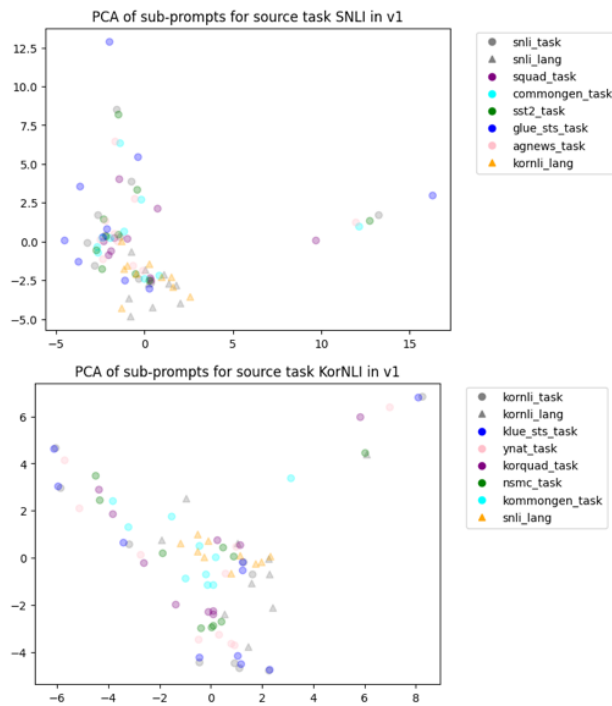 PCA of sub-prompts for source task SNLI in v1
12.5
10.0
7.5
5.0
2.5
0.0
−2.5
−5.0
−5 0 5 10 15
snli_task
snli_lang
squad_task
commongen_task
sst2_task
glue_sts_task
agnews_task
kornli_lang
PCA of sub-prompts for source task KorNLI in v1
6
4
2
0
−2
−4
−6 −4 −2 0 2 4 6 8
kornli_task
kornli_lang
klue_sts_task
ynat_task
korquad_task
nsmc_task
kommongen_task
snli_lang